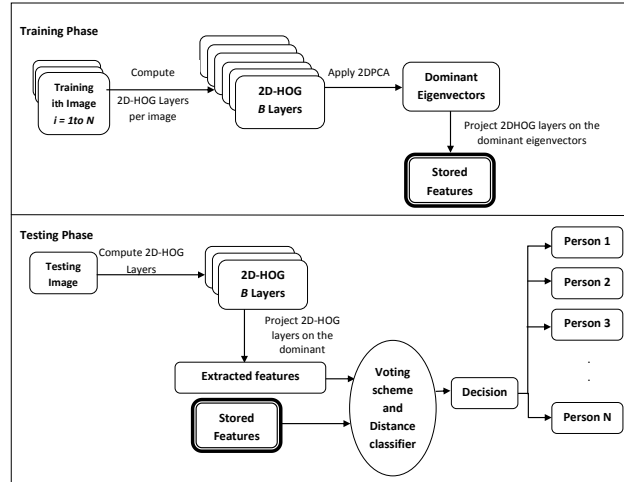 Training Phase
Training
ith Image
i = 1to N
Compute
2D-HOG Layers
per image
2D-HOG
B Layers
Apply 2DPCA
Dominant
Eigenvectors
Project 2DHOG layers on the
dominant eigenvectors
Stored
Features
Testing Phase
Testing
Image
Compute 2D-HOG
Layers
2D-HOG
B Layers
Project 2D-HOG
layers on the
dominant
Extracted features
Stored
Features
Voting
scheme and
Distance
classifier
Decision
Person 1
Person 2
Person 3
.
.
Person N